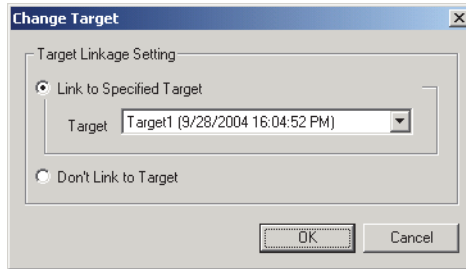 Change Target
Target Linkage Setting
Link to Specified Target
Target Target1 (9/28/2004 16:04:52 PM)
Don't Link to Target
OK Cancel